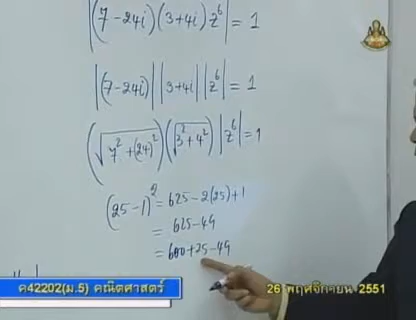 |(7-24i)(3+4i)z⁶| = 1
|(7-24i)| |3+4i| |z⁶| = 1
(√(7²+(24)²))(√(3²+4²)) |z⁶| = 1
(25-1)² = 625-2(25)+1
= 625-49
= 600+25-49
ค42202(ม.5) คณิตศาสตร์
26 พฤศจิกายน 2551